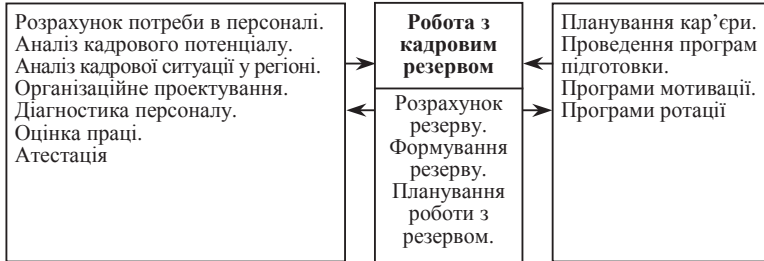 Розрахунок потреби в персоналі.
Аналіз кадрового потенціалу.
Аналіз кадрової ситуації у регіоні.
Організаційне проектування.
Діагностика персоналу.
Оцінка праці.
Атестація
Робота з
кадровим
резервом
Розрахунок
резерву.
Формування
резерву.
Планування
роботи з
резервом.
Планування кар’єри.
Проведення програм
підготовки.
Програми мотивації.
Програми ротації